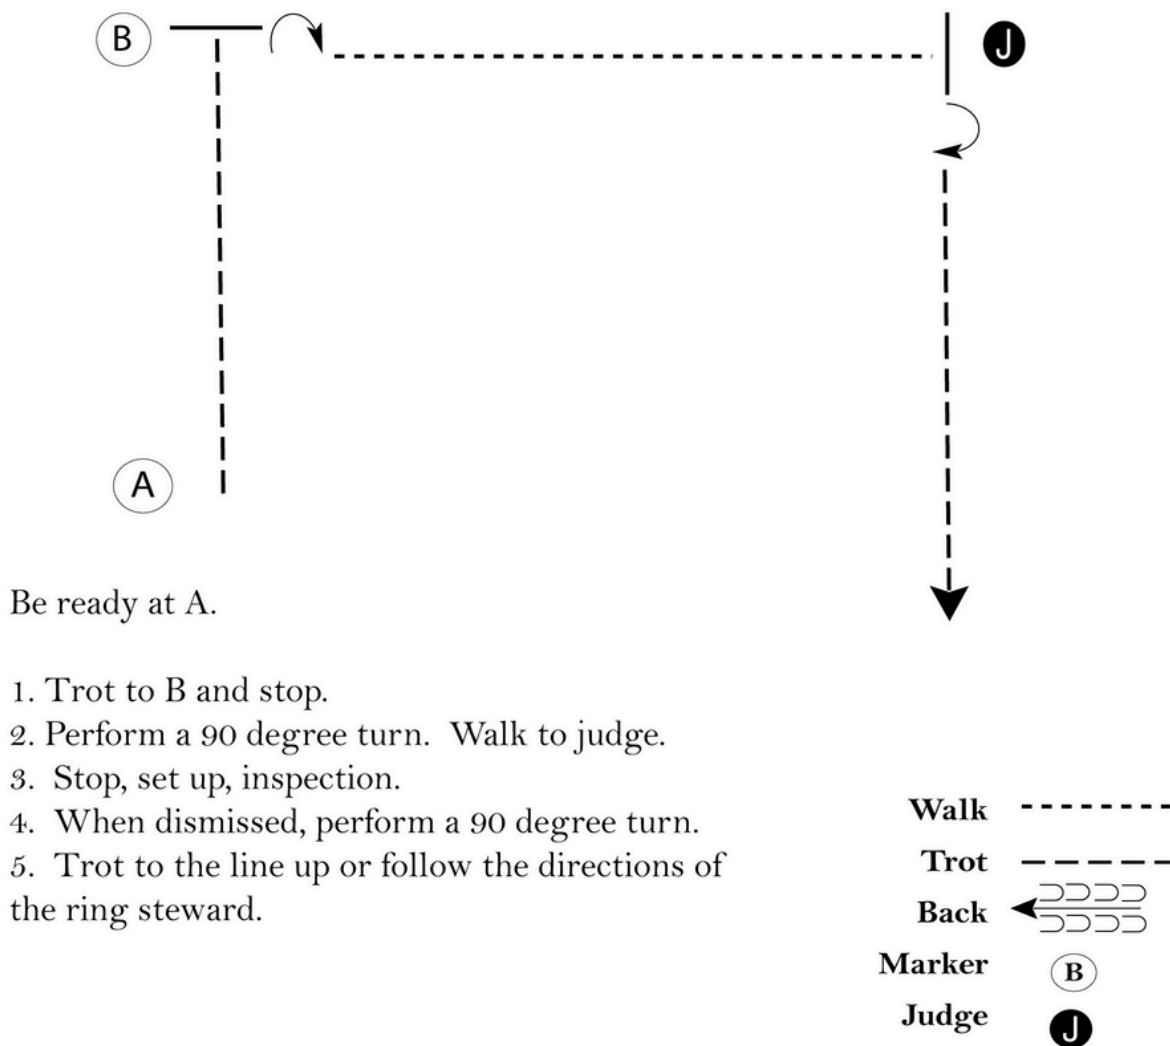 B
J
A
Be ready at A.
1. Trot to B and stop.
2. Perform a 90 degree turn. Walk to judge.
3. Stop, set up, inspection.
4. When dismissed, perform a 90 degree turn.
5. Trot to the line up or follow the directions of
the ring steward.
Walk
Trot
Back
Marker B
Judge J